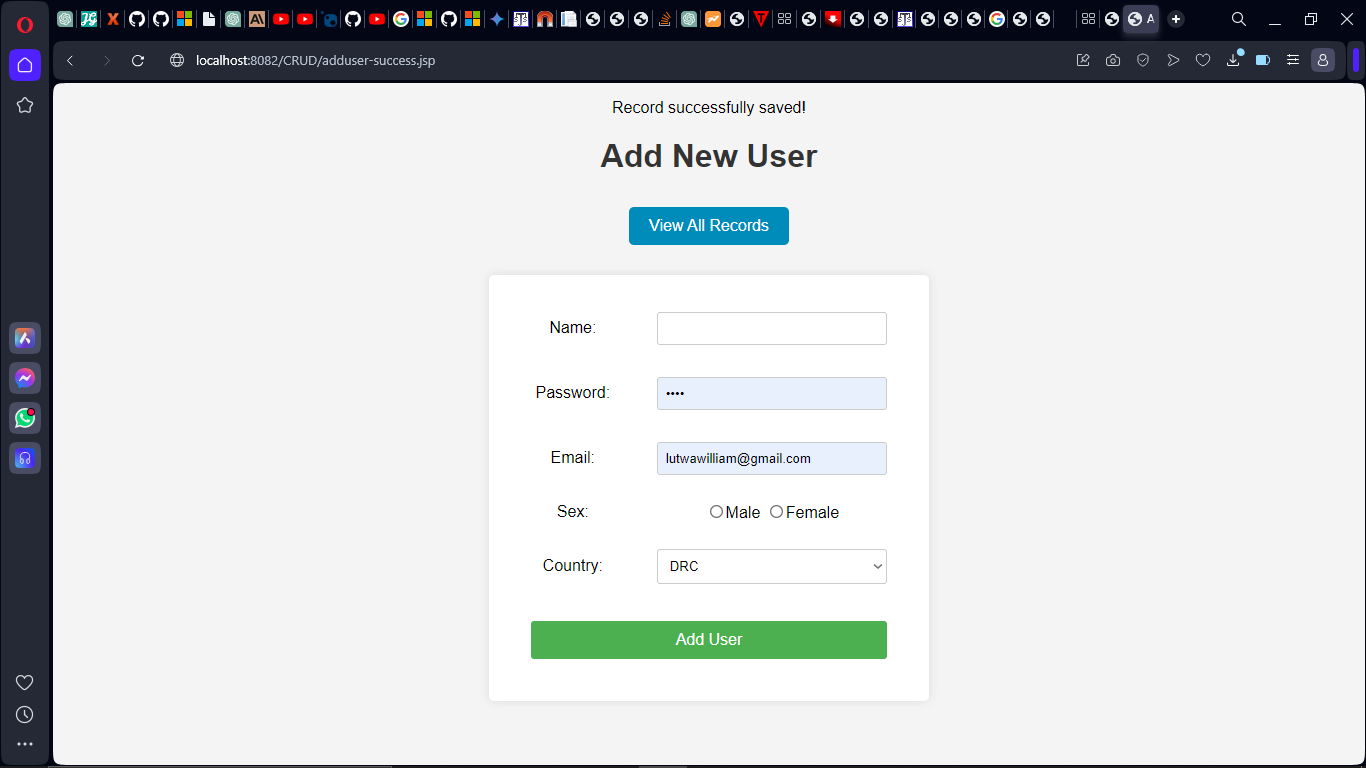 A
localhost:8082/CRUD/adduser-success.jsp
Record successfully saved!
Add New User
View All Records
Name:
Password: ••••
Email: lutwawilliam@gmail.com
Sex: Male Female
Country: DRC
Add User